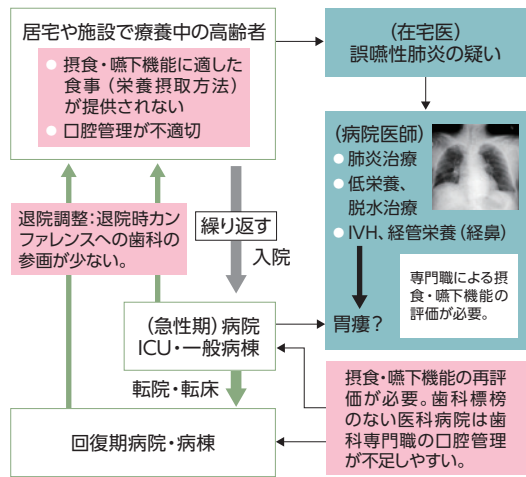 居宅や施設で療養中の高齢者
● 摂食・嚥下機能に適した
食事（栄養摂取方法）
が提供されない
● 口腔管理が不適切
（在宅医）
誤嚥性肺炎の疑い
（病院医師）
● 肺炎治療
● 低栄養、
脱水治療
● IVH、経管栄養（経鼻）
専門職による摂
食・嚥下機能の
評価が必要。
胃瘻？
退院調整：退院時カン
ファレンスへの歯科の
参画が少ない。
繰り返す
入院
（急性期）病院
ICU・一般病棟
転院・転床
回復期病院・病棟
摂食・嚥下機能の再評
価が必要。歯科標榜
のない医科病院は歯
科専門職の口腔管理
が不足しやすい。